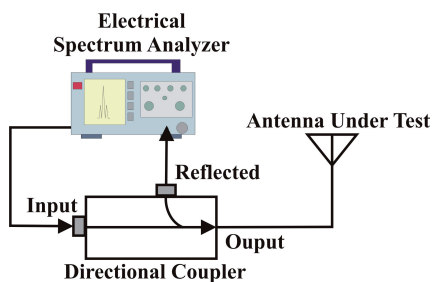 Electrical
Spectrum Analyzer
Antenna Under Test
Reflected
Input
Ouput
Directional Coupler